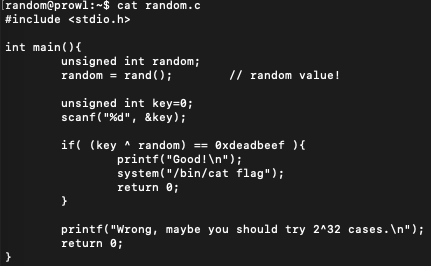 [random@prowl:~$ cat random.c
#include <stdio.h>
int main(){
unsigned int random;
random = rand(); // random value!
unsigned int key=0;
scanf("%d", &key);
if( (key ^ random) == 0xdeadbeef ){
printf("Good!\n");
system("/bin/cat flag");
return 0;
}
printf("Wrong, maybe you should try 2^32 cases.\n");
return 0;
}